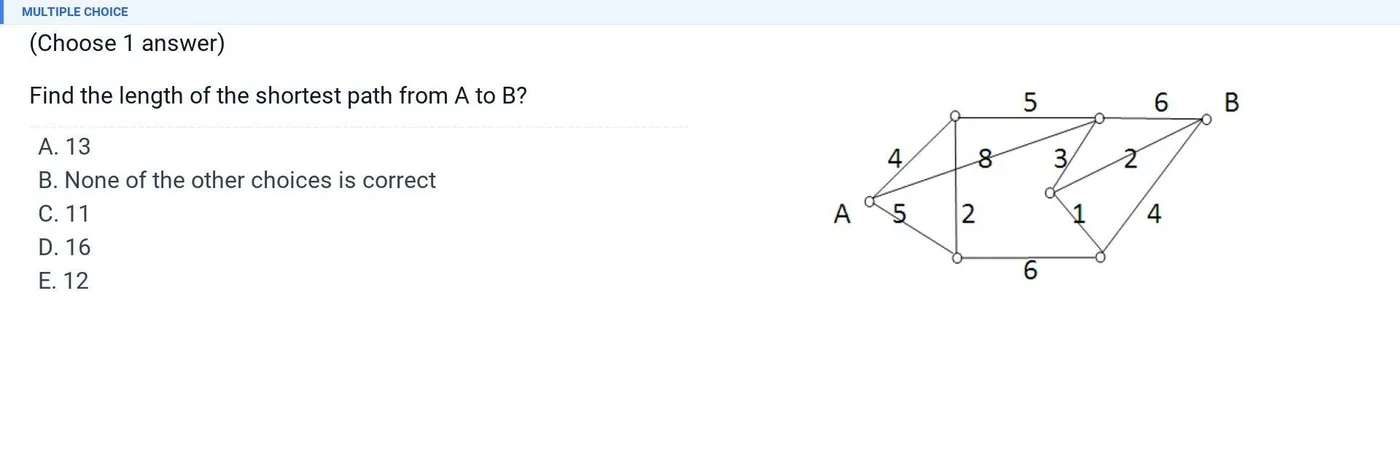 MULTIPLE CHOICE
(Choose 1 answer)
Find the length of the shortest path from A to B?
A. 13
B. None of the other choices is correct
C. 11
D. 16
E. 12
5 6 B
4 8 3 2
A 5 2 1 4
6